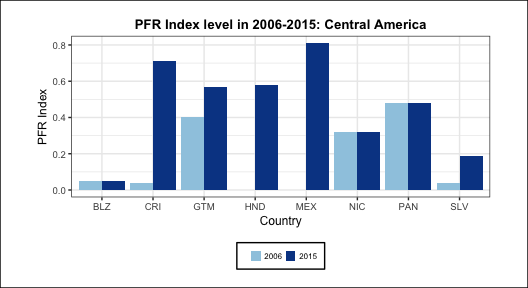 PFR Index level in 2006-2015: Central America
PFR Index
0.8
0.6
0.4
0.2
0.0
BLZ CRI GTM HND MEX NIC PAN SLV
Country
2006 2015